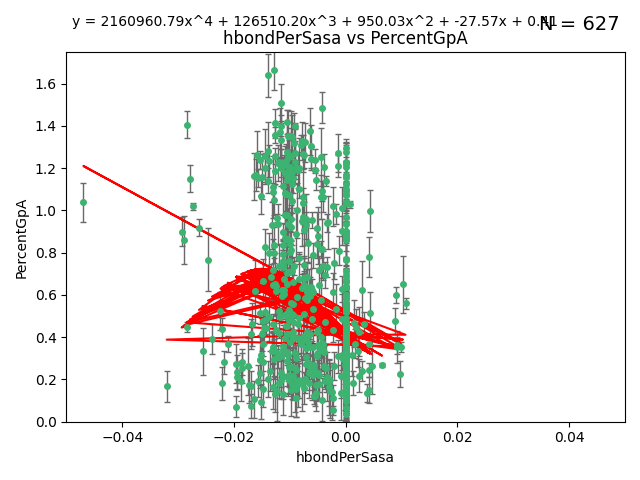 y = 2160960.79x^4 + 126510.20x^3 + 950.03x^2 + -27.57x + 
N = 627
hbondPerSasa vs PercentGpA
PercentGpA
1.6
1.4
1.2
1.0
0.8
0.6
0.4
0.2
0.0
−0.04 −0.02 0.00 0.02 0.04
hbondPerSasa